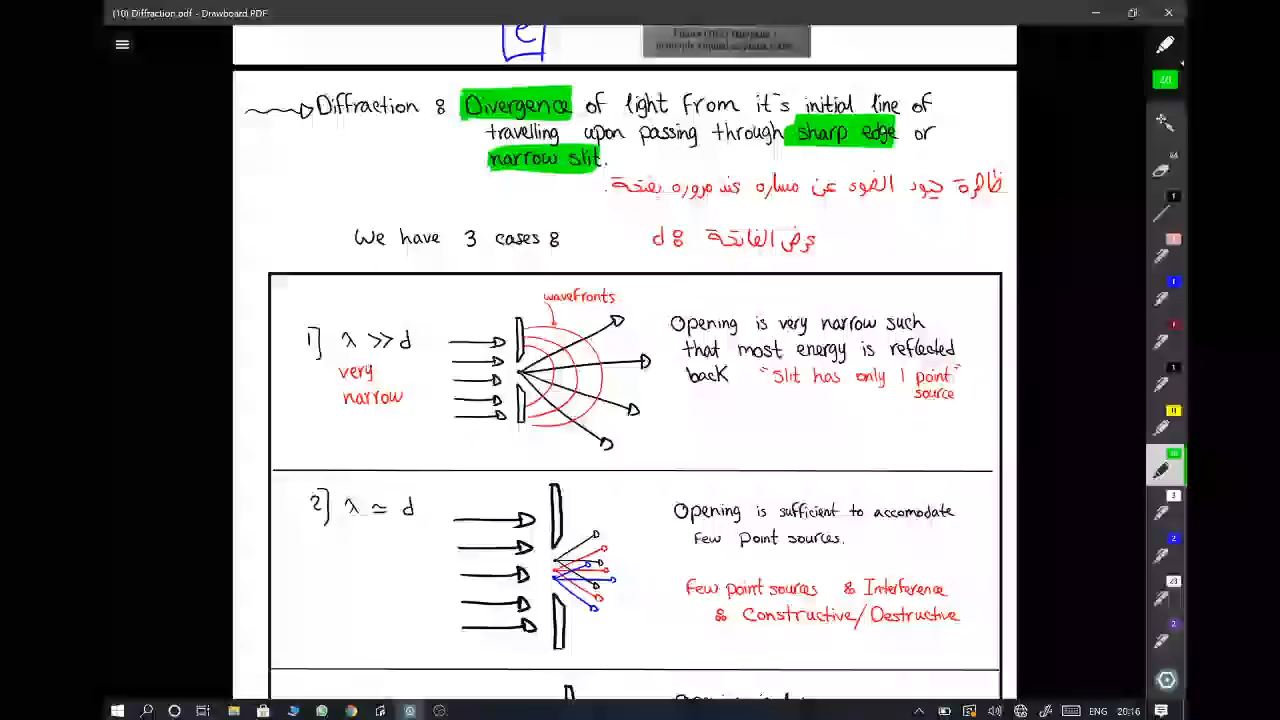 (10) Diffraction.pdf - Drawboard PDF
e
Diffraction : Divergence of light from it's initial line of
travelling upon passing through sharp edge or
narrow slit.
ظاهرة حيود الضوء عن مساره عند مروره بفتحة.
We have 3 cases :
d : عرض الفتحة
wavefronts
1] λ >> d
very
narrow
Opening is very narrow such
that most energy is reflected
back "Slit has only 1 point"
source
2] λ ≃ d
Opening is sufficient to accomodate
Few point sources.
Few point sources : Interference
: Constructive/Destructive
ENG 20:16